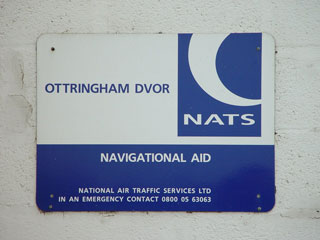 OTTRINGHAM DVOR
NATS
NAVIGATIONAL AID
NATIONAL AIR TRAFFIC SERVICES LTD
IN AN EMERGENCY CONTACT 0800 05 63063